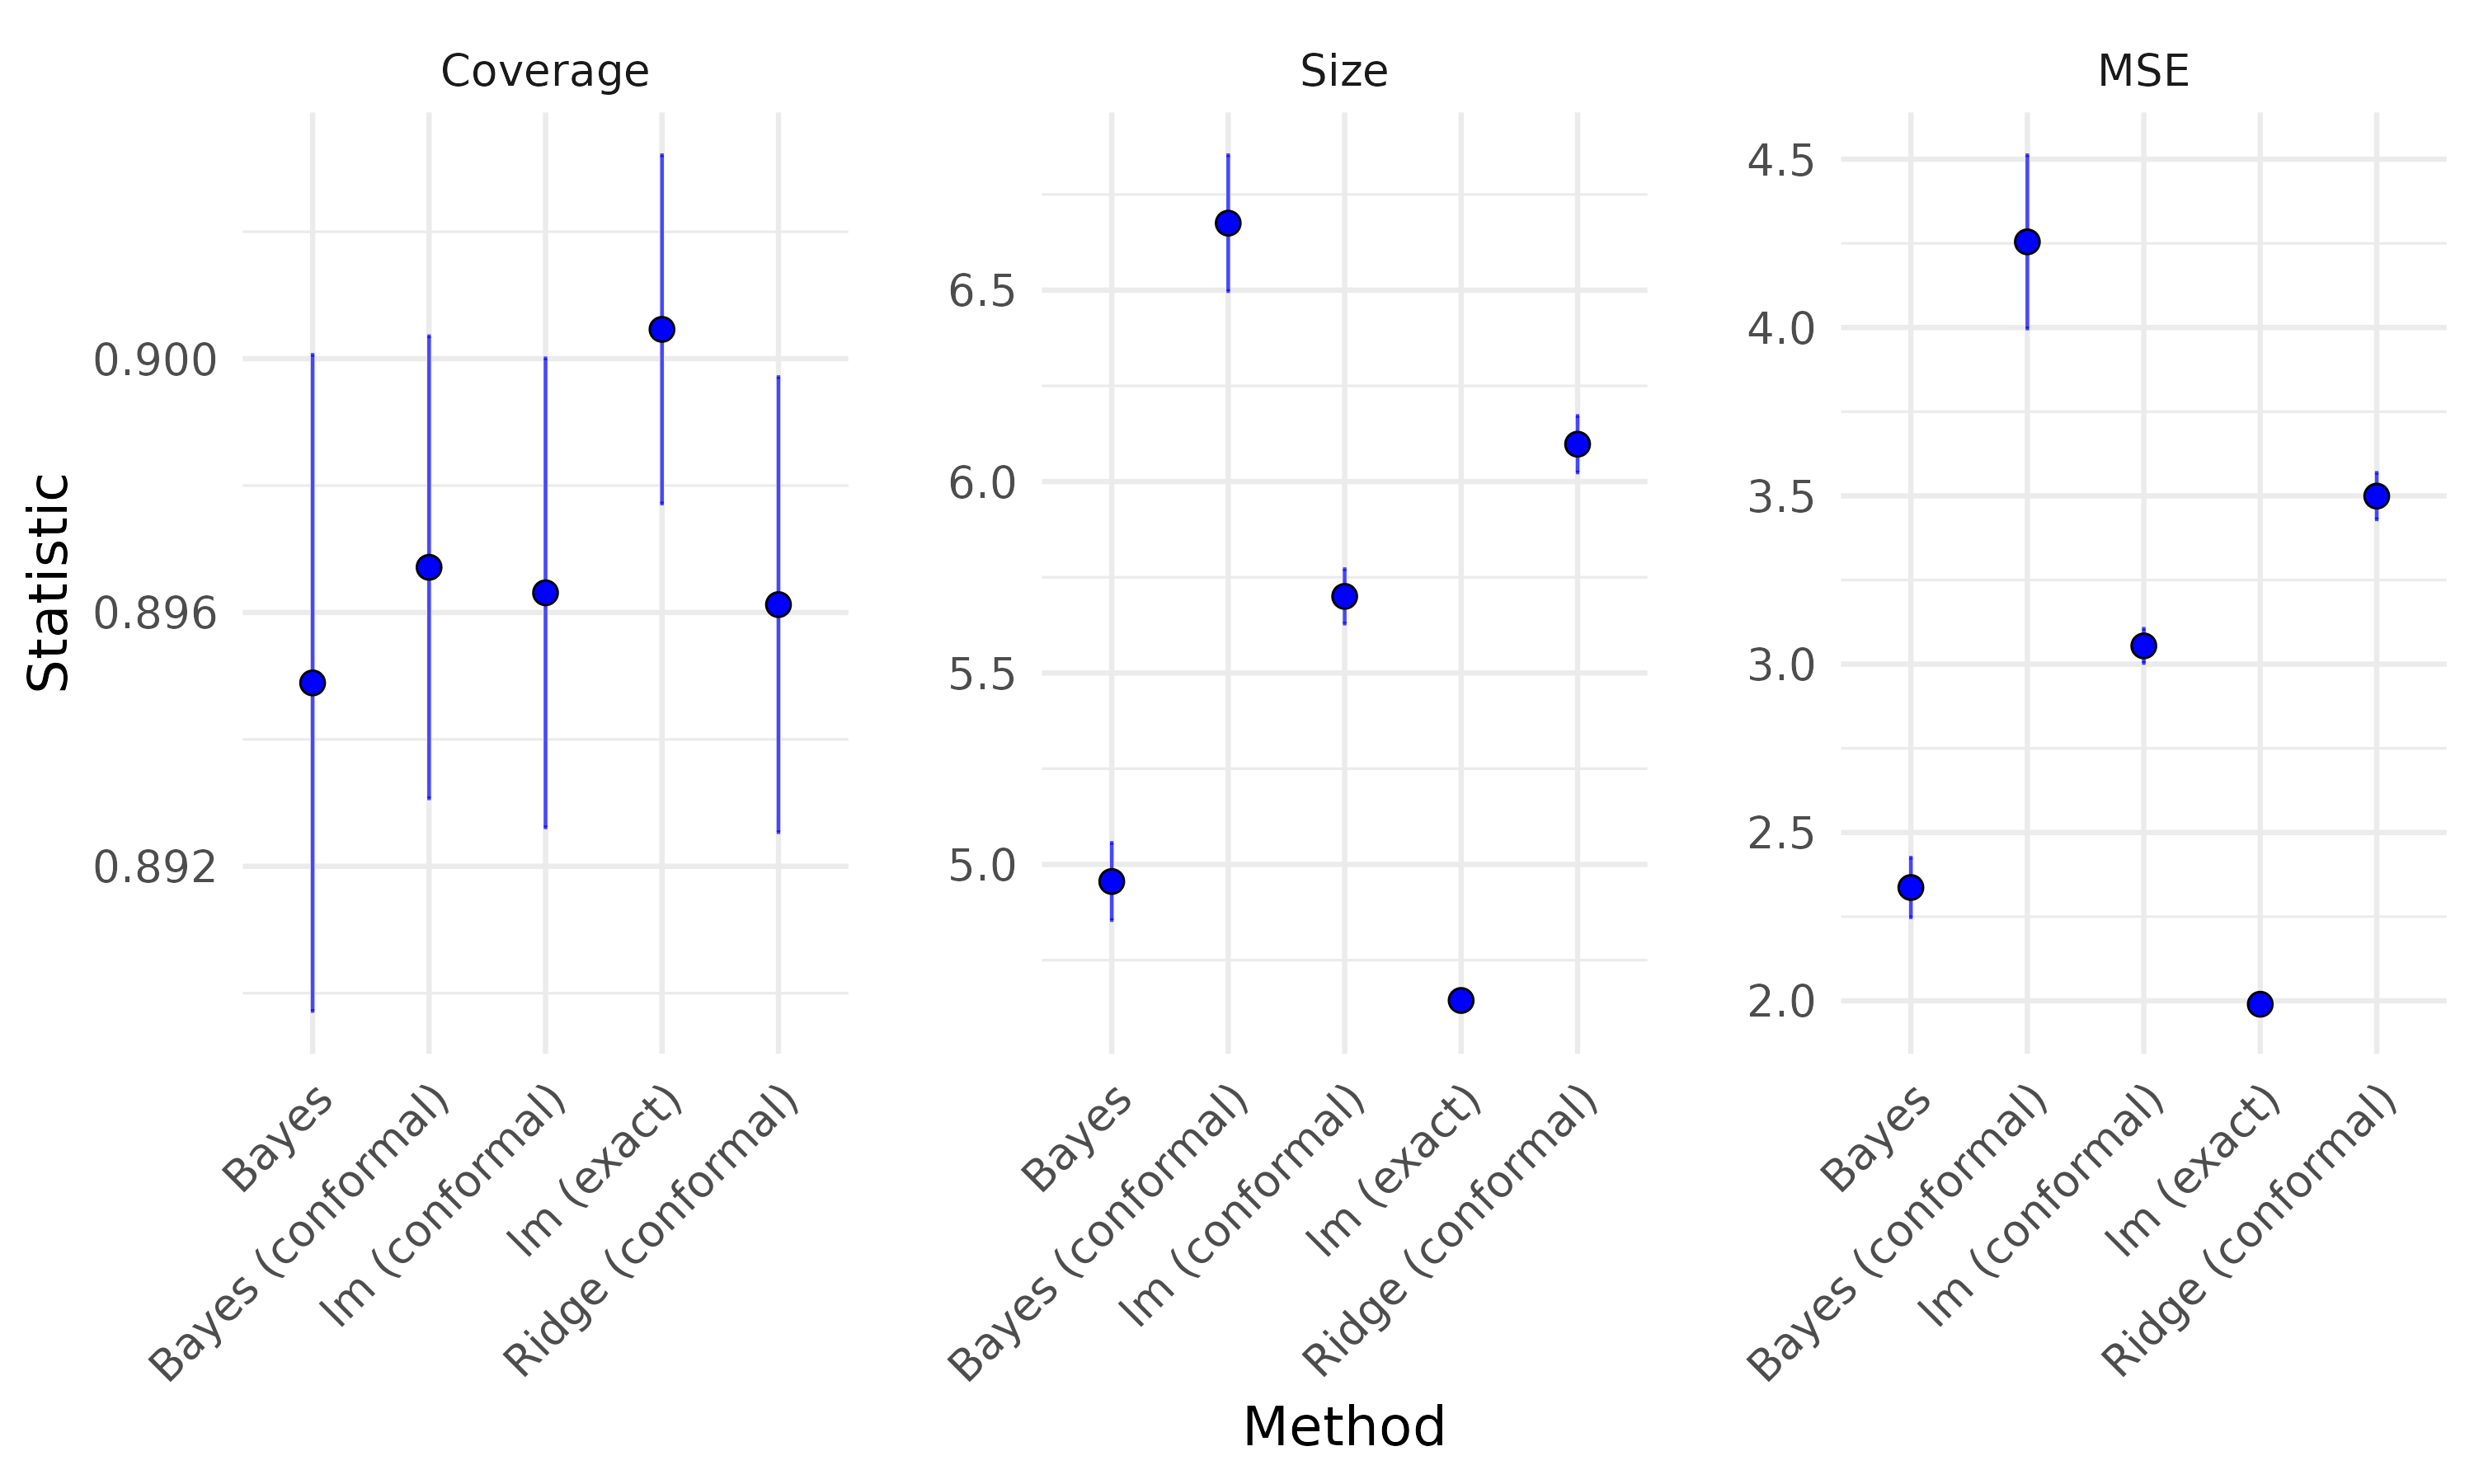 Coverage
Size
MSE
Statistic
0.900
0.896
0.892
6.5
6.0
5.5
5.0
4.5
4.0
3.5
3.0
2.5
2.0
Bayes
Bayes (conformal)
lm (conformal)
lm (exact)
Ridge (conformal)
Bayes
Bayes (conformal)
lm (conformal)
lm (exact)
Ridge (conformal)
Bayes
Bayes (conformal)
lm (conformal)
lm (exact)
Ridge (conformal)
Method